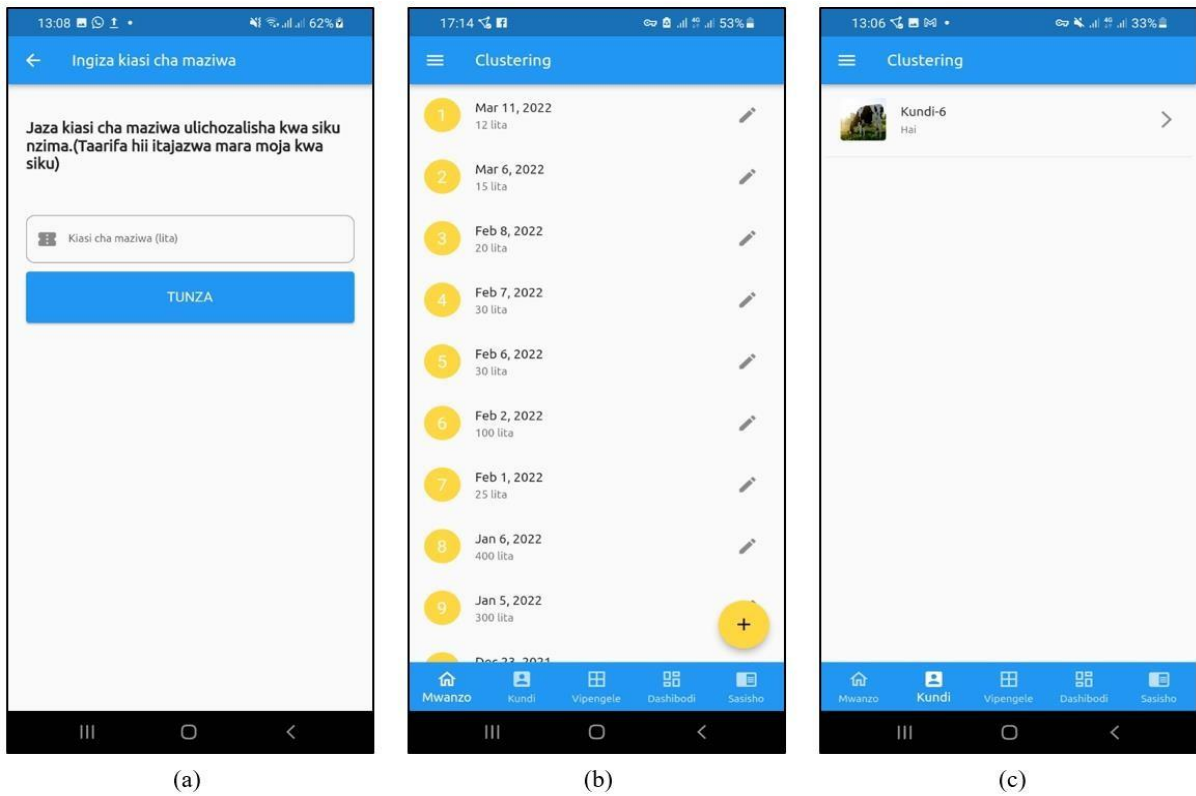 13:08
62%
Ingiza kiasi cha maziwa
Jaza kiasi cha maziwa ulichozalisha kwa siku
nzima.(Taarifa hii itajazwa mara moja kwa
siku)
Kiasi cha maziwa (lita)
TUNZA
(a)
17:14
53%
Clustering
1
Mar 11, 2022
12 lita
2
Mar 6, 2022
15 lita
3
Feb 8, 2022
20 lita
4
Feb 7, 2022
30 lita
5
Feb 6, 2022
30 lita
6
Feb 2, 2022
100 lita
7
Feb 1, 2022
25 lita
8
Jan 6, 2022
400 lita
9
Jan 5, 2022
300 lita
Dec 23, 2021
Mwanzo Kundi Vipengele Dashibodi Sasisho
(b)
13:06
33%
Clustering
Kundi-6
Hai
Mwanzo Kundi Vipengele Dashibodi Sasisho
(c)